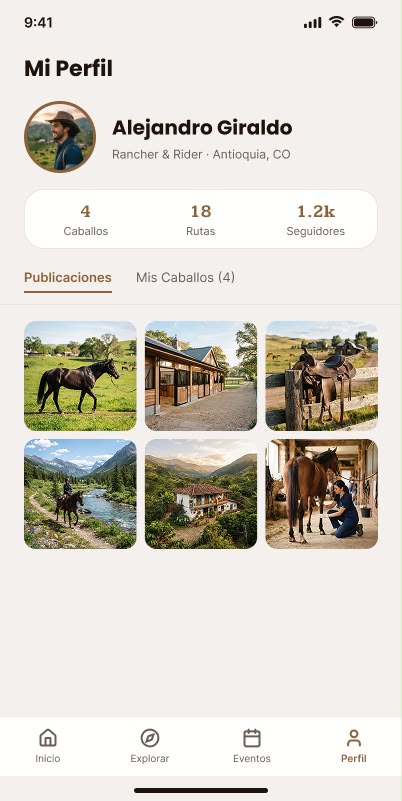 9:41
Mi Perfil
Alejandro Giraldo
Rancher & Rider · Antioquia, CO
4 18 1.2k
Caballos Rutas Seguidores
Publicaciones Mis Caballos (4)
Inicio Explorar Eventos Perfil